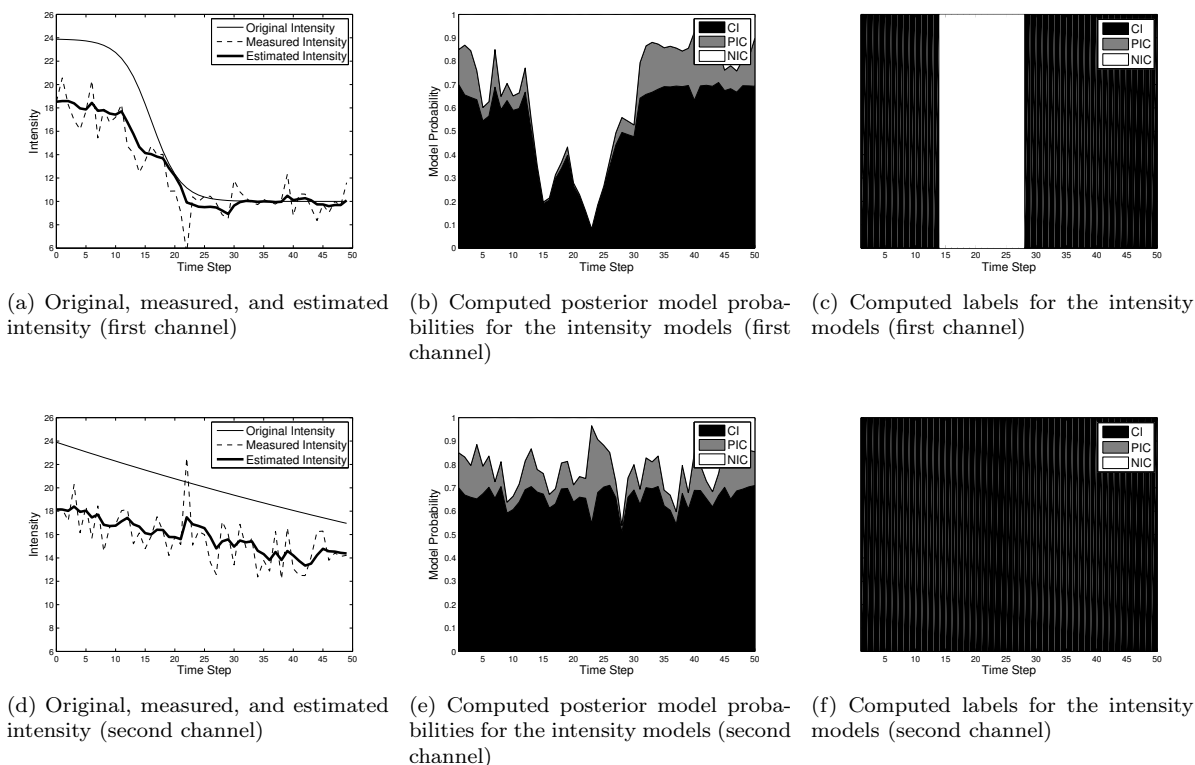 26
24
22
20
18
16
14
12
10
8
6
Intensity
0 5 10 15 20 25 30 35 40 45 50
Time Step
Original Intensity
Measured Intensity
Estimated Intensity
1
0.9
0.8
0.7
0.6
0.5
0.4
0.3
0.2
0.1
0
Model Probability
5 10 15 20 25 30 35 40 45 50
Time Step
CI
PIC
NIC
CI
PIC
NIC
5 10 15 20 25 30 35 40 45 50
Time Step
(a) Original, measured, and estimated
intensity (first channel)
(b) Computed posterior model proba-
bilities for the intensity models (first
channel)
(c) Computed labels for the intensity
models (first channel)
26
24
22
20
18
16
14
12
10
8
6
Intensity
0 5 10 15 20 25 30 35 40 45 50
Time Step
Original Intensity
Measured Intensity
Estimated Intensity
1
0.9
0.8
0.7
0.6
0.5
0.4
0.3
0.2
0.1
0
Model Probability
5 10 15 20 25 30 35 40 45 50
Time Step
CI
PIC
NIC
CI
PIC
NIC
5 10 15 20 25 30 35 40 45 50
Time Step
(d) Original, measured, and estimated
intensity (second channel)
(e) Computed posterior model proba-
bilities for the intensity models (second
channel)
(f) Computed labels for the intensity
models (second channel)